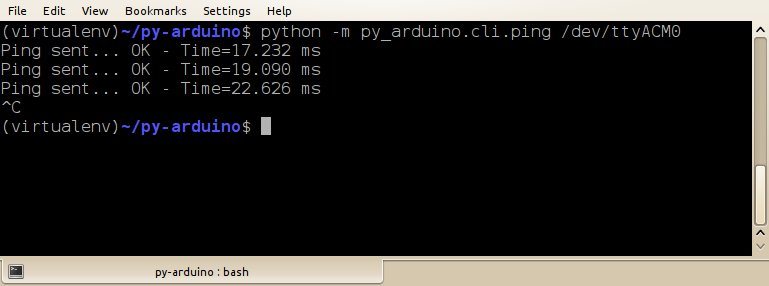 File Edit View Bookmarks Settings Help
(virtualenv)~/py-arduino$ python -m py_arduino.cli.ping /dev/ttyACM0
Ping sent... OK - Time=17.232 ms
Ping sent... OK - Time=19.090 ms
Ping sent... OK - Time=22.626 ms
^C
(virtualenv)~/py-arduino$
py-arduino : bash